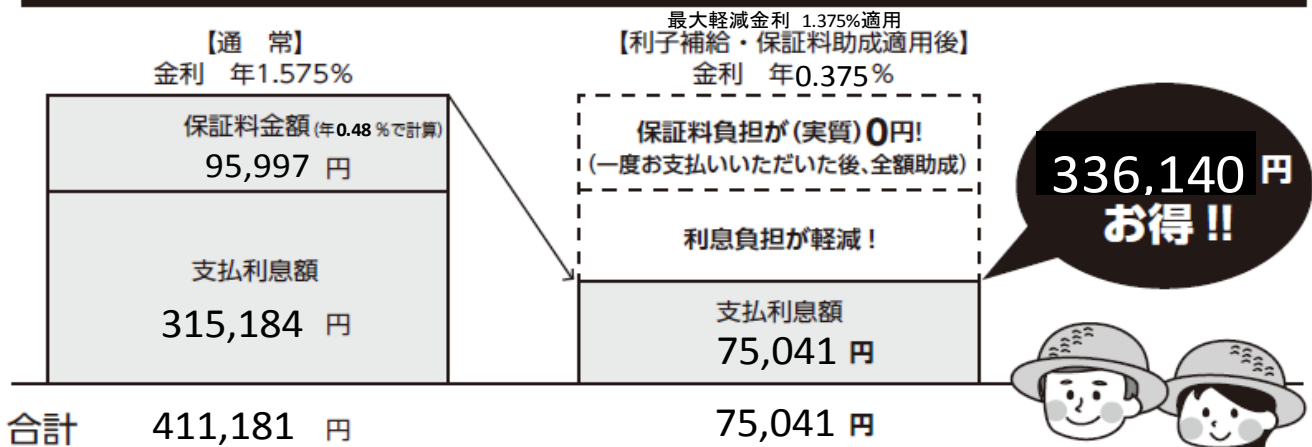 【通　常】
金利　年1.575%
保証料金額(年0.48％で計算)
95,997 円
支払利息額
315,184 円
最大軽減金利 1.375%適用
【利子補給・保証料助成適用後】
金利　年0.375%
保証料負担が(実質)0円!
(一度お支払いいただいた後、全額助成)
利息負担が軽減!
支払利息額
75,041 円
336,140 円
お得!!
合計 411,181 円 75,041 円